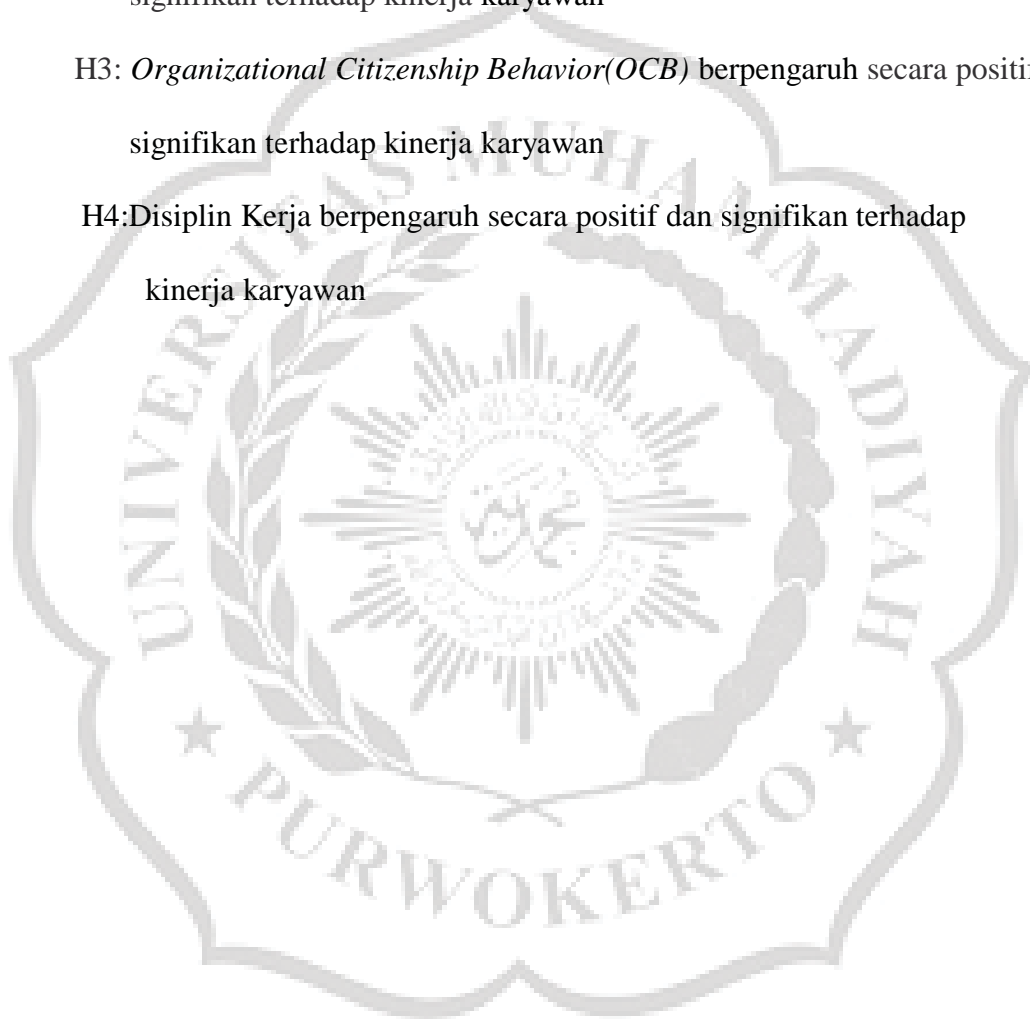 signifikan terhadap kinerja karyawan
H3: Organizational Citizenship Behavior(OCB) berpengaruh secara positif
signifikan terhadap kinerja karyawan
H4:Disiplin Kerja berpengaruh secara positif dan signifikan terhadap
kinerja karyawan
UNIVERSITAS MUHAMMADIYAH
PURWOKERTO